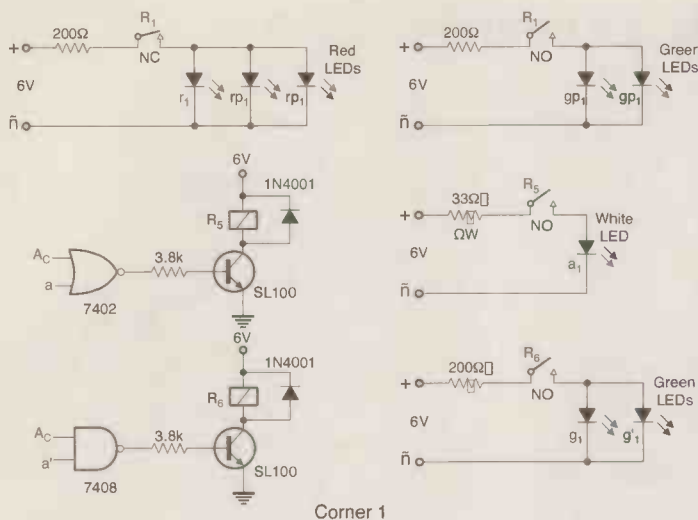 + 200Ω R1 NC Red LEDs
6V
ñ r1 rp1 rp1
+ 200Ω R1 NO Green LEDs
6V
ñ gp1 gp1
6V
1N4001
R5
AC
a
7402
3.8k
SL100
+ 33Ω▯ R5
ΩW NO White LED
6V
ñ a1
6V
1N4001
R6
AC
a'
7408
3.8k
SL100
+ 200Ω▯ R6 NO Green LEDs
6V
ñ g1 g'1
Corner 1